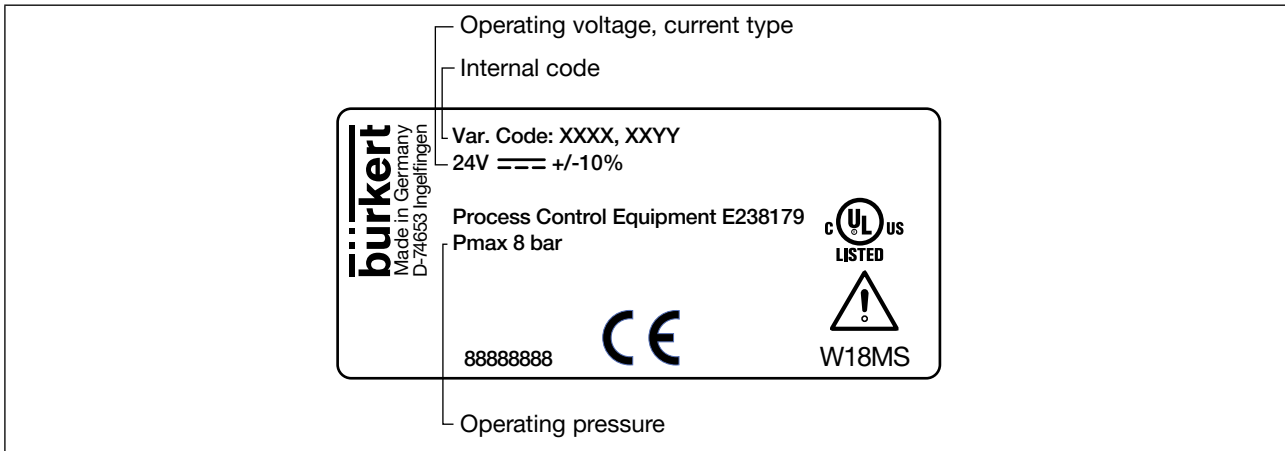 Operating voltage, current type
Internal code
bürkert
Made in Germany
D-74653 Ingelfingen
Var. Code: XXXX, XXYY
24V +/-10%
Process Control Equipment E238179
Pmax 8 bar
C UL US
LISTED
88888888
CE
W18MS
Operating pressure